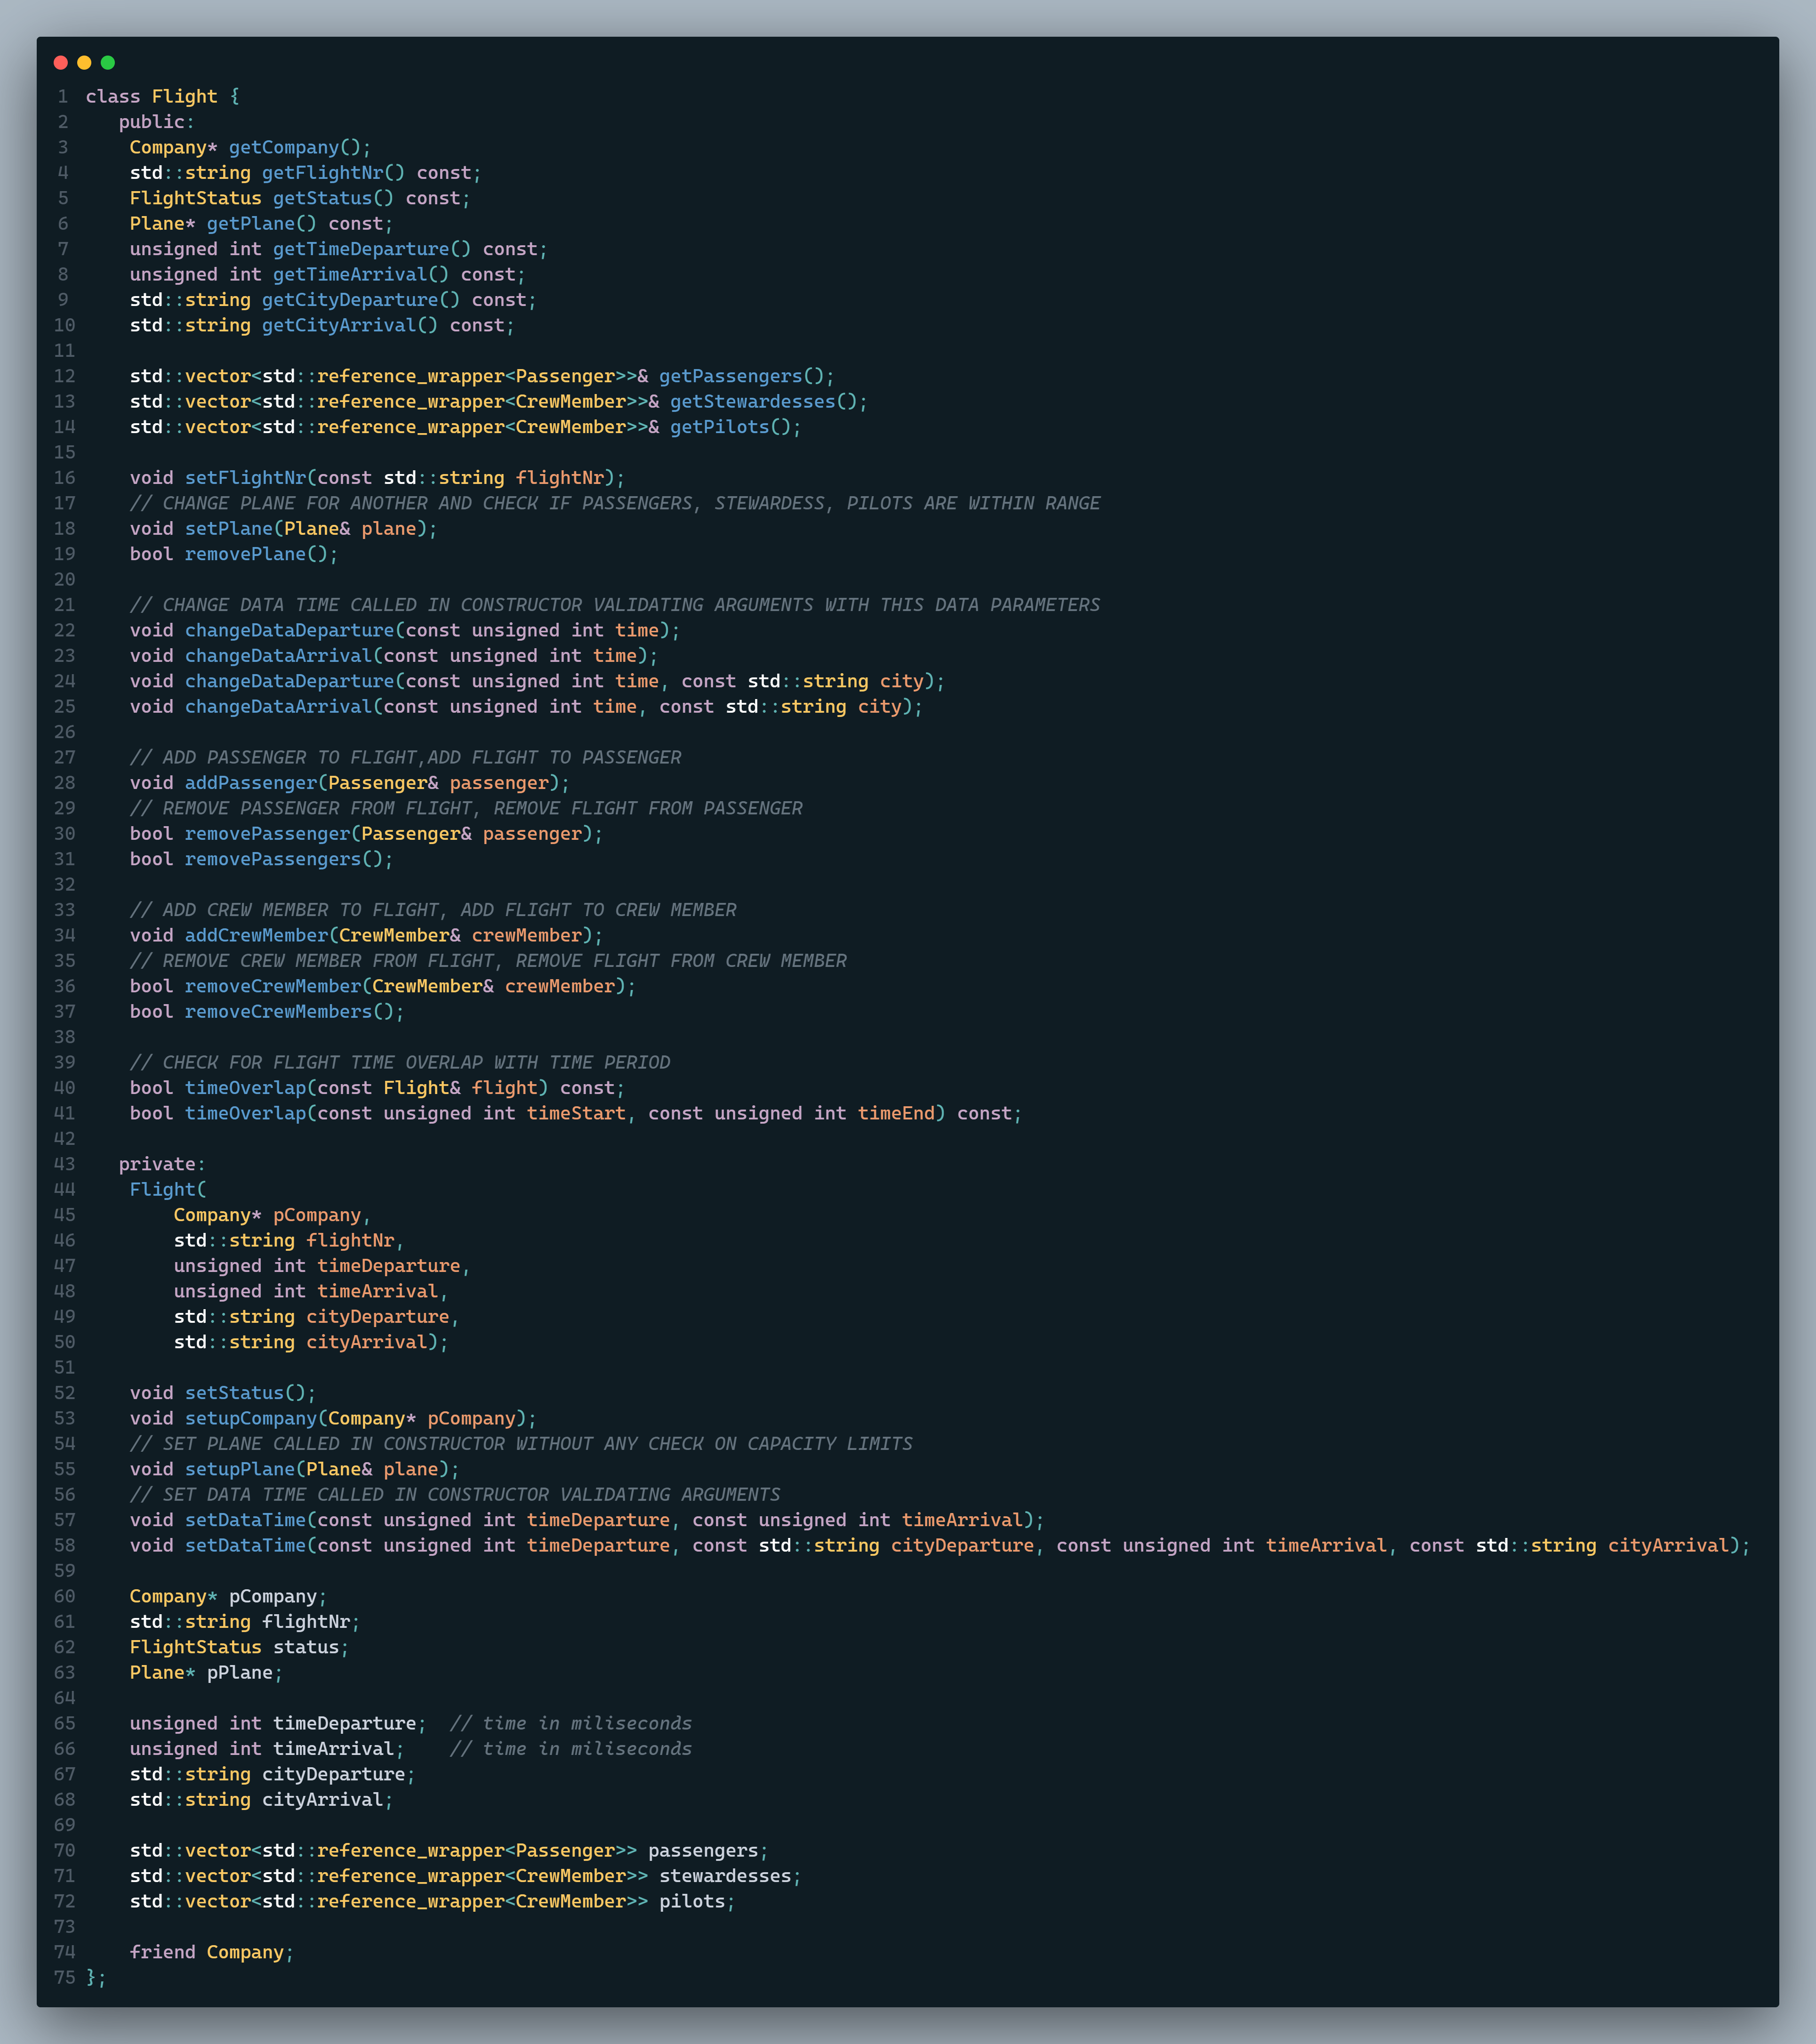 1 class Flight {
2    public:
3     Company* getCompany();
4     std::string getFlightNr() const;
5     FlightStatus getStatus() const;
6     Plane* getPlane() const;
7     unsigned int getTimeDeparture() const;
8     unsigned int getTimeArrival() const;
9     std::string getCityDeparture() const;
10     std::string getCityArrival() const;
11
12     std::vector<std::reference_wrapper<Passenger>>& getPassengers();
13     std::vector<std::reference_wrapper<CrewMember>>& getStewardesses();
14     std::vector<std::reference_wrapper<CrewMember>>& getPilots();
15
16     void setFlightNr(const std::string flightNr);
17     // CHANGE PLANE FOR ANOTHER AND CHECK IF PASSENGERS, STEWARDESS, PILOTS ARE WITHIN RANGE
18     void setPlane(Plane& plane);
19     bool removePlane();
20
21     // CHANGE DATA TIME CALLED IN CONSTRUCTOR VALIDATING ARGUMENTS WITH THIS DATA PARAMETERS
22     void changeDataDeparture(const unsigned int time);
23     void changeDataArrival(const unsigned int time);
24     void changeDataDeparture(const unsigned int time, const std::string city);
25     void changeDataArrival(const unsigned int time, const std::string city);
26
27     // ADD PASSENGER TO FLIGHT,ADD FLIGHT TO PASSENGER
28     void addPassenger(Passenger& passenger);
29     // REMOVE PASSENGER FROM FLIGHT, REMOVE FLIGHT FROM PASSENGER
30     bool removePassenger(Passenger& passenger);
31     bool removePassengers();
32
33     // ADD CREW MEMBER TO FLIGHT, ADD FLIGHT TO CREW MEMBER
34     void addCrewMember(CrewMember& crewMember);
35     // REMOVE CREW MEMBER FROM FLIGHT, REMOVE FLIGHT FROM CREW MEMBER
36     bool removeCrewMember(CrewMember& crewMember);
37     bool removeCrewMembers();
38
39     // CHECK FOR FLIGHT TIME OVERLAP WITH TIME PERIOD
40     bool timeOverlap(const Flight& flight) const;
41     bool timeOverlap(const unsigned int timeStart, const unsigned int timeEnd) const;
42
43    private:
44     Flight(
45         Company* pCompany,
46         std::string flightNr,
47         unsigned int timeDeparture,
48         unsigned int timeArrival,
49         std::string cityDeparture,
50         std::string cityArrival);
51
52     void setStatus();
53     void setupCompany(Company* pCompany);
54     // SET PLANE CALLED IN CONSTRUCTOR WITHOUT ANY CHECK ON CAPACITY LIMITS
55     void setupPlane(Plane& plane);
56     // SET DATA TIME CALLED IN CONSTRUCTOR VALIDATING ARGUMENTS
57     void setDataTime(const unsigned int timeDeparture, const unsigned int timeArrival);
58     void setDataTime(const unsigned int timeDeparture, const std::string cityDeparture, const unsigned int timeArrival, const std::string cityArrival);
59
60     Company* pCompany;
61     std::string flightNr;
62     FlightStatus status;
63     Plane* pPlane;
64
65     unsigned int timeDeparture;  // time in miliseconds
66     unsigned int timeArrival;    // time in miliseconds
67     std::string cityDeparture;
68     std::string cityArrival;
69
70     std::vector<std::reference_wrapper<Passenger>> passengers;
71     std::vector<std::reference_wrapper<CrewMember>> stewardesses;
72     std::vector<std::reference_wrapper<CrewMember>> pilots;
73
74     friend Company;
75 };